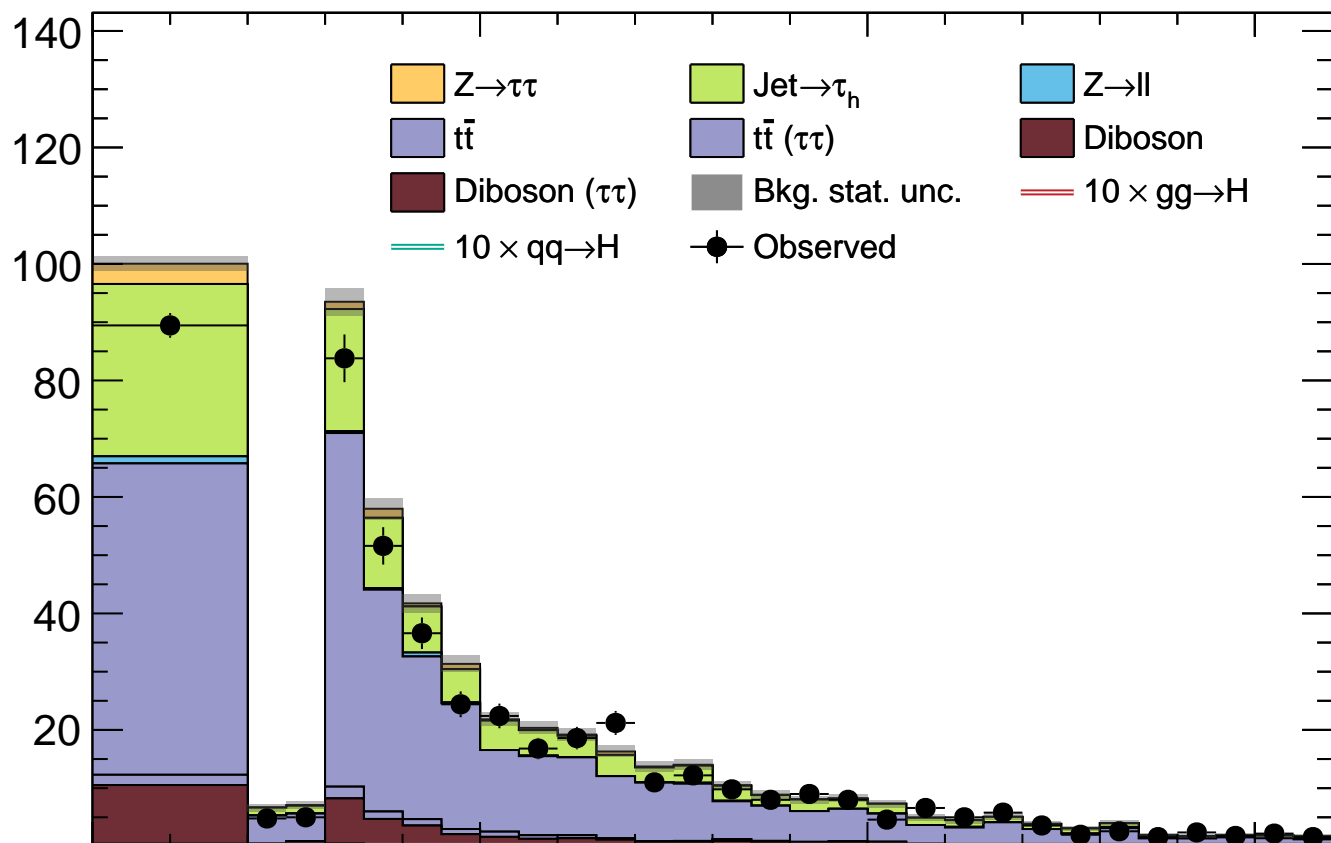 140
120
100
80
60
40
20
Z→ττ
Jet→τh
Z→ll
tt̄
tt̄ (ττ)
Diboson
Diboson (ττ)
Bkg. stat. unc.
10 × gg→H
10 × qq→H
Observed